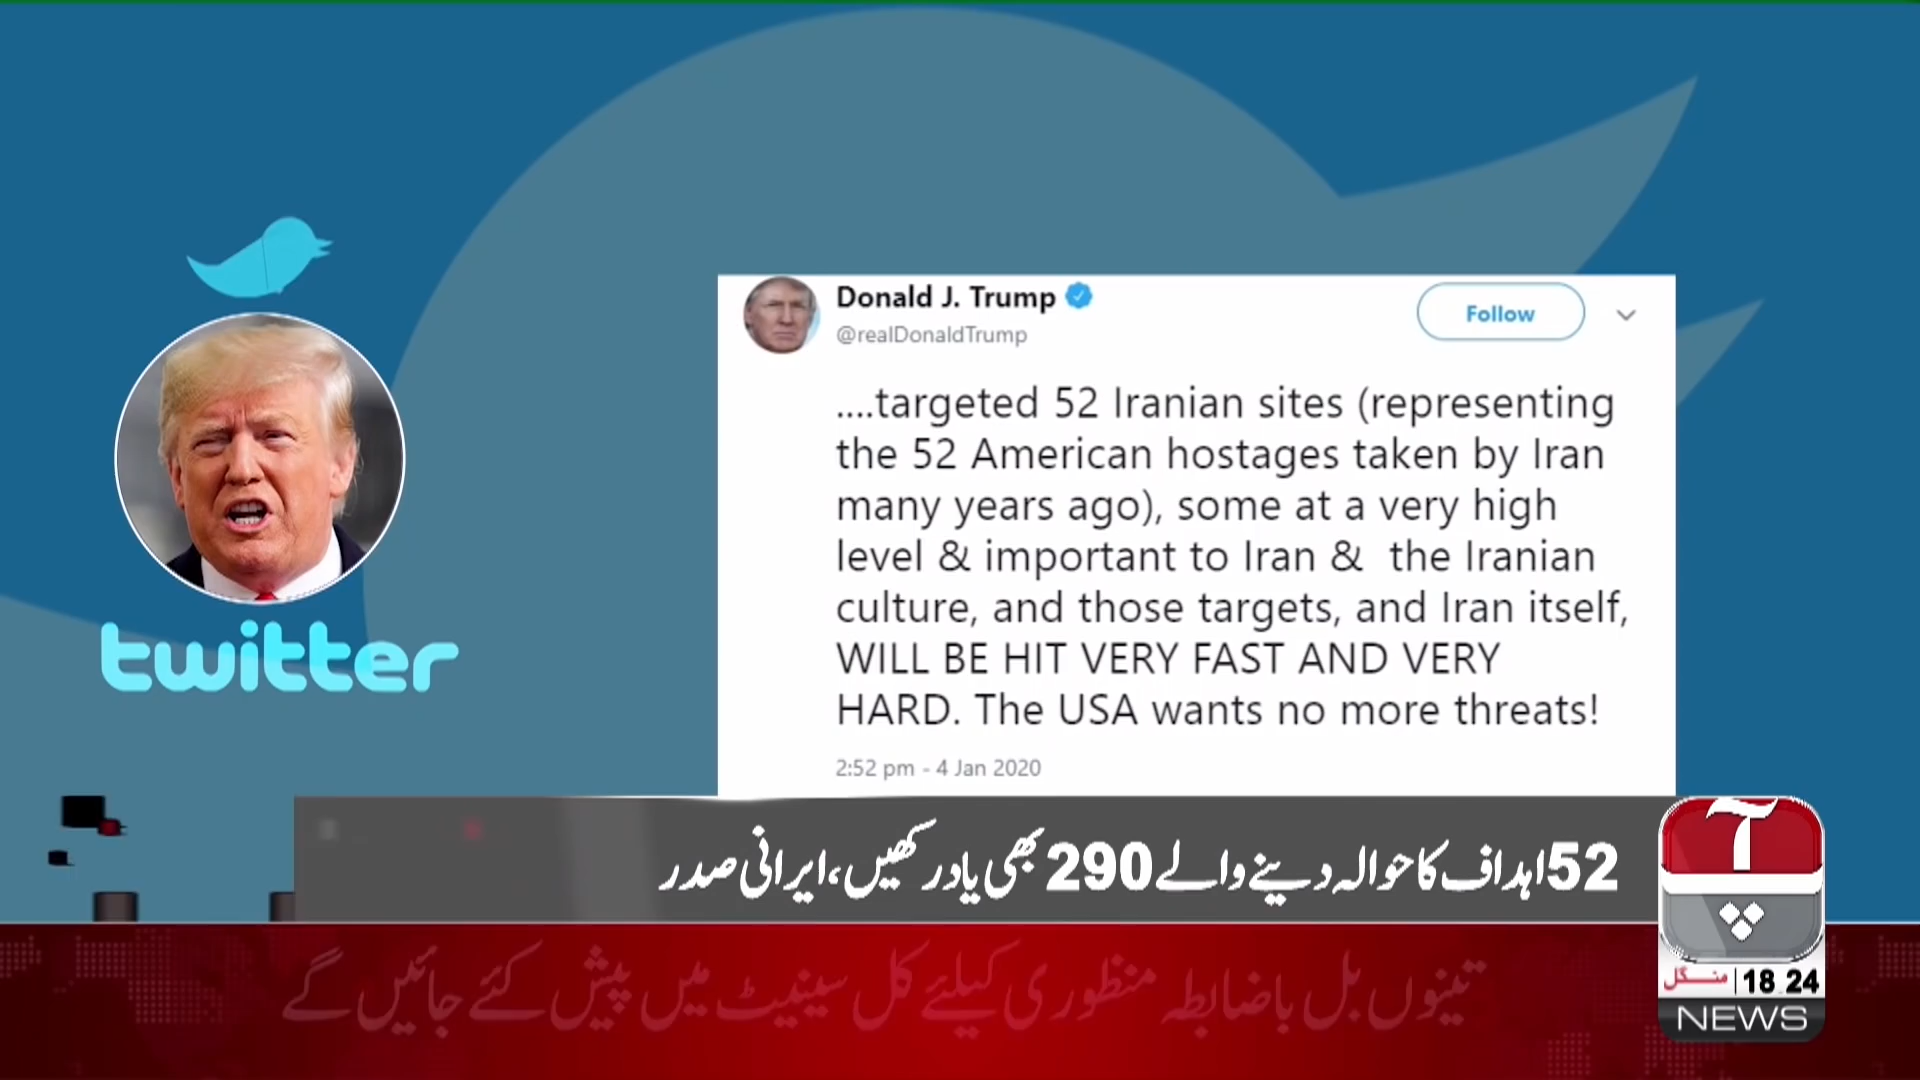 twitter
Donald J. Trump
@realDonaldTrump
Follow
....targeted 52 Iranian sites (representing
the 52 American hostages taken by Iran
many years ago), some at a very high
level & important to Iran & the Iranian
culture, and those targets, and Iran itself,
WILL BE HIT VERY FAST AND VERY
HARD. The USA wants no more threats!
2:52 pm - 4 Jan 2020
52 اہداف کا حوالہ دینے والے 290 بھی یاد رکھیں، ایرانی صدر
تینوں بل باضابطہ منظوری کیلئے کل سینیٹ میں پیش کئے جائیں گے
آپ
منگل 18 24
NEWS